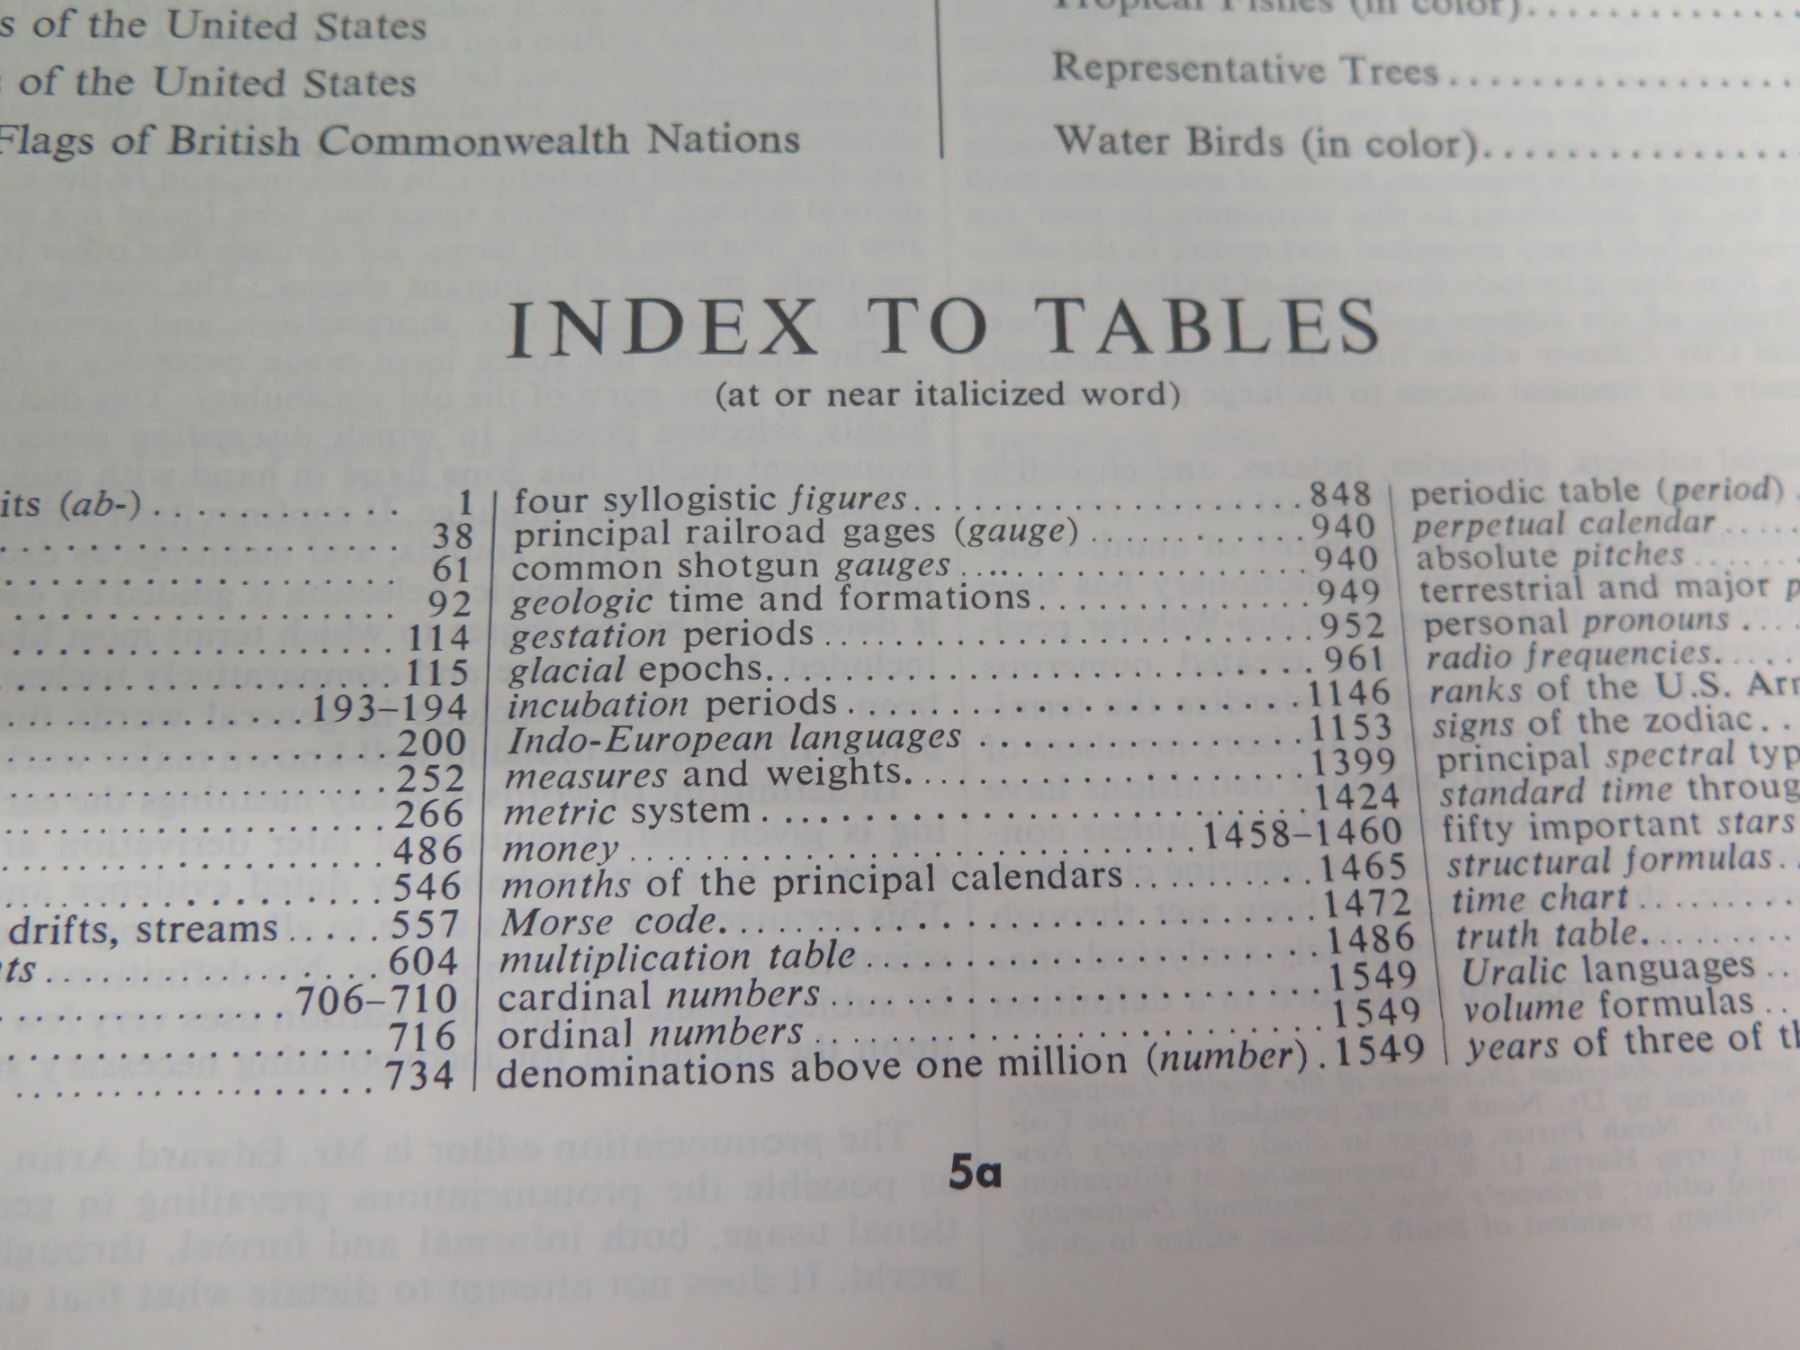 s of the United States
of the United States
Flags of British Commonwealth Nations
Tropical Fishes (in color)..............
Representative Trees..................
Water Birds (in color)..................
INDEX TO TABLES
(at or near italicized word)
its (ab-)............ 1
.................. 38
.................. 61
.................. 92
.................. 114
.................. 115
.............. 193–194
.................. 200
.................. 252
.................. 266
.................. 486
.................. 546
drifts, streams..... 557
ts.................. 604
.............. 706–710
.................. 716
.................. 734
four syllogistic figures.................. 848
principal railroad gages (gauge)........... 940
common shotgun gauges.................. 940
geologic time and formations.............. 949
gestation periods........................ 952
glacial epochs........................... 961
incubation periods...................... 1146
Indo-European languages................ 1153
measures and weights.................... 1399
metric system........................... 1424
money.............................. 1458–1460
months of the principal calendars......... 1465
Morse code.............................. 1472
multiplication table...................... 1486
cardinal numbers........................ 1549
ordinal numbers......................... 1549
denominations above one million (number). 1549
periodic table (period).
perpetual calendar.....
absolute pitches.......
terrestrial and major p
personal pronouns....
radio frequencies.....
ranks of the U.S. Arm
signs of the zodiac..
principal spectral typ
standard time throug
fifty important stars
structural formulas..
time chart.........
truth table.........
Uralic languages..
volume formulas..
years of three of th
5a